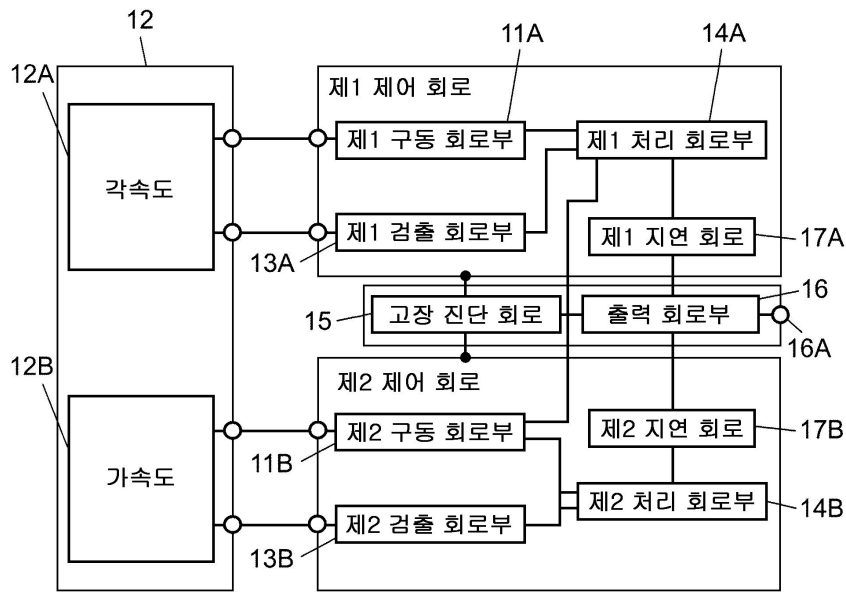 12
11A
14A
12A
제1 제어 회로
제1 구동 회로부
제1 처리 회로부
각속도
제1 검출 회로부
제1 지연 회로
17A
13A
15
고장 진단 회로
출력 회로부
16
16A
12B
제2 제어 회로
제2 구동 회로부
제2 지연 회로
17B
11B
가속도
제2 검출 회로부
제2 처리 회로부
14B
13B